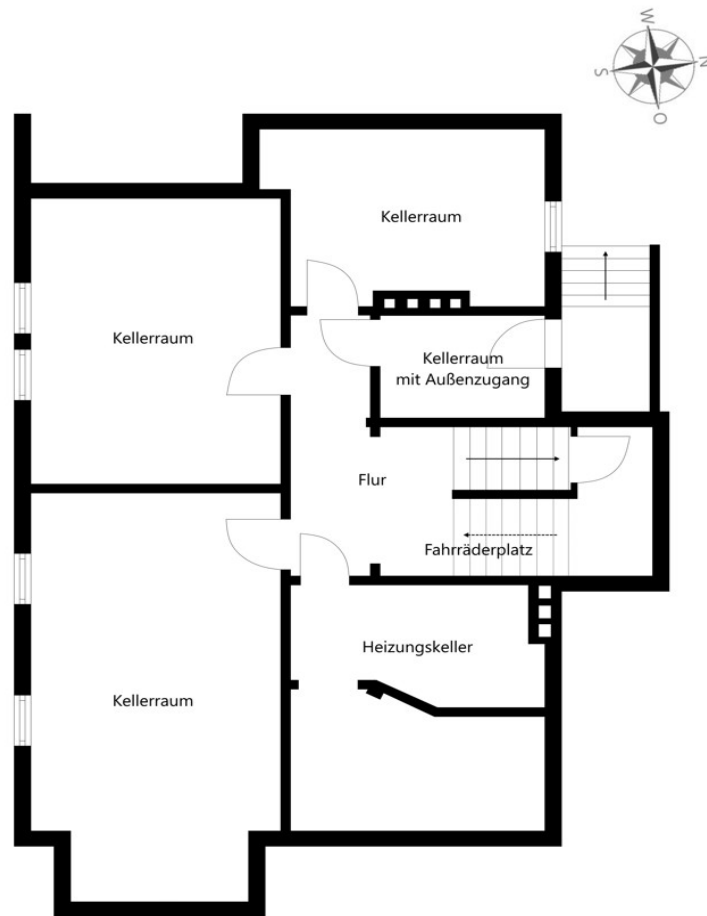 W
S
N
O
Kellerraum
Kellerraum
Kellerraum
mit Außenzugang
Flur
Fahrräderplatz
Heizungskeller
Kellerraum